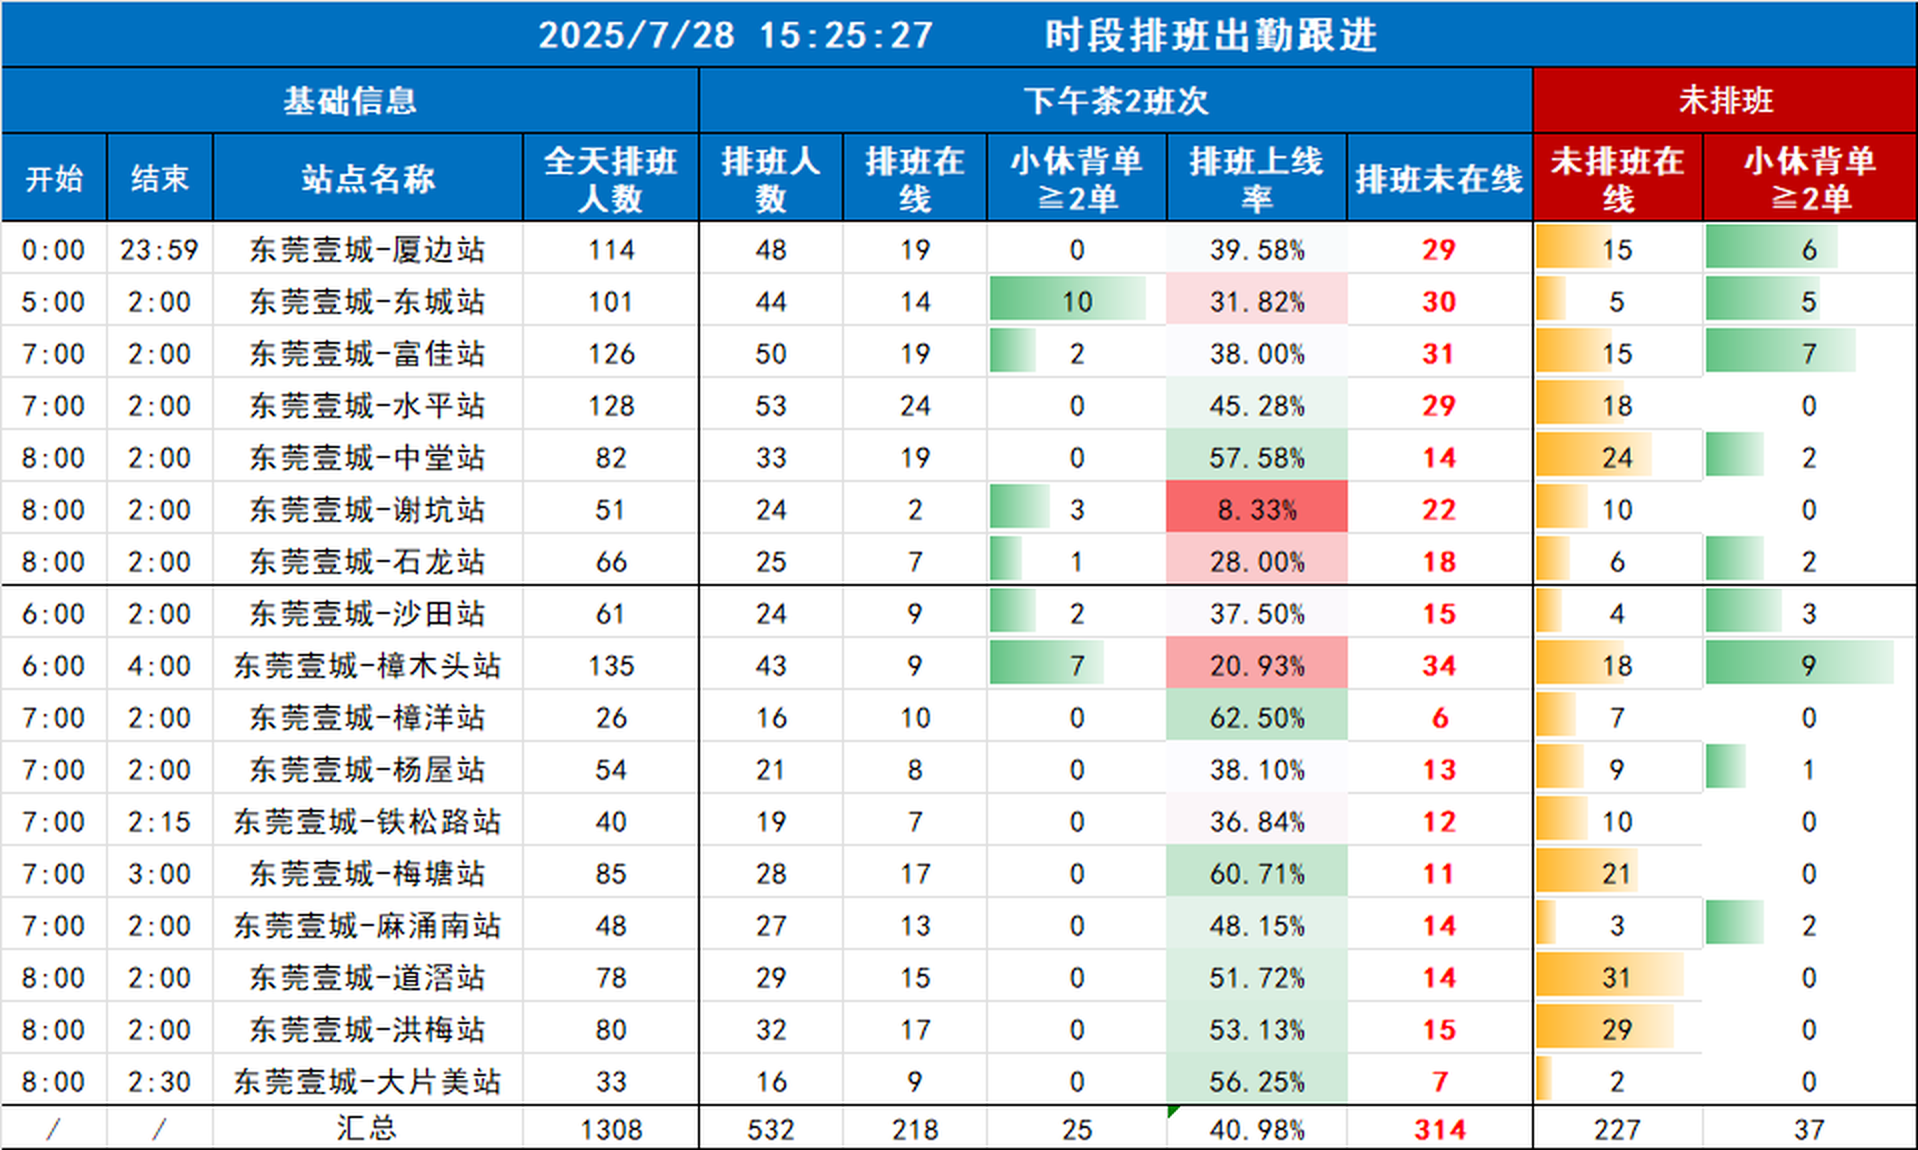 2025/7/28 15:25:27 时段排班出勤跟进
基础信息 下午茶2班次 未排班
开始 结束 站点名称 全天排班人数 排班人数 排班在线 小休背单≧2单 排班上线率 排班未在线 未排班在线 小休背单≧2单
0:00 23:59 东莞壹城-厦边站 114 48 19 0 39.58% 29 15 6
5:00 2:00 东莞壹城-东城站 101 44 14 10 31.82% 30 5 5
7:00 2:00 东莞壹城-富佳站 126 50 19 2 38.00% 31 15 7
7:00 2:00 东莞壹城-水平站 128 53 24 0 45.28% 29 18 0
8:00 2:00 东莞壹城-中堂站 82 33 19 0 57.58% 14 24 2
8:00 2:00 东莞壹城-谢坑站 51 24 2 3 8.33% 22 10 0
8:00 2:00 东莞壹城-石龙站 66 25 7 1 28.00% 18 6 2
6:00 2:00 东莞壹城-沙田站 61 24 9 2 37.50% 15 4 3
6:00 4:00 东莞壹城-樟木头站 135 43 9 7 20.93% 34 18 9
7:00 2:00 东莞壹城-樟洋站 26 16 10 0 62.50% 6 7 0
7:00 2:00 东莞壹城-杨屋站 54 21 8 0 38.10% 13 9 1
7:00 2:15 东莞壹城-铁松路站 40 19 7 0 36.84% 12 10 0
7:00 3:00 东莞壹城-梅塘站 85 28 17 0 60.71% 11 21 0
7:00 2:00 东莞壹城-麻涌南站 48 27 13 0 48.15% 14 3 2
8:00 2:00 东莞壹城-道滘站 78 29 15 0 51.72% 14 31 0
8:00 2:00 东莞壹城-洪梅站 80 32 17 0 53.13% 15 29 0
8:00 2:30 东莞壹城-大片美站 33 16 9 0 56.25% 7 2 0
/ / 汇总 1308 532 218 25 40.98% 314 227 37